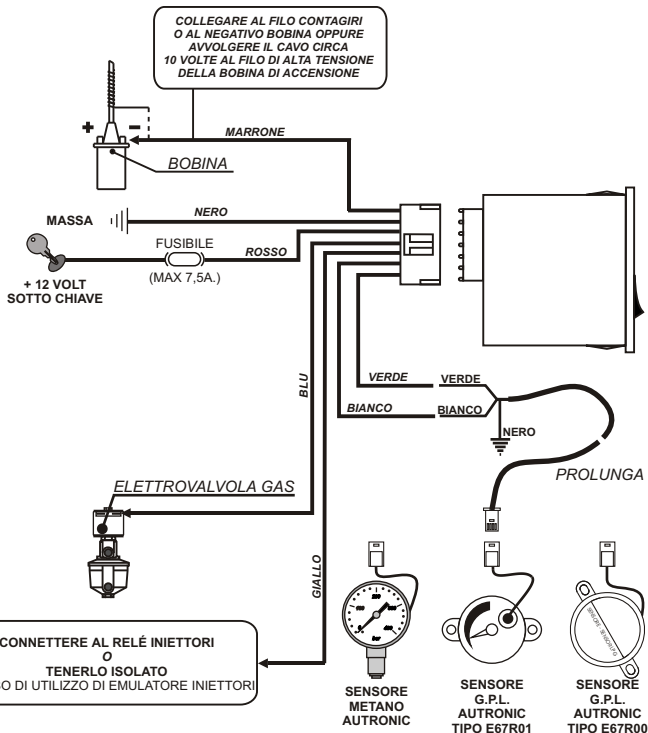 COLLEGARE AL FILO CONTAGIRI
O AL NEGATIVO BOBINA OPPURE
AVVOLGERE IL CAVO CIRCA
10 VOLTE AL FILO DI ALTA TENSIONE
DELLA BOBINA DI ACCENSIONE
+ -
MARRONE
BOBINA
NERO
MASSA
FUSIBILE
ROSSO
(MAX 7,5A.)
+ 12 VOLT
SOTTO CHIAVE
BLU
VERDE
VERDE
BIANCO
BIANCO
NERO
PROLUNGA
ELETTROVALVOLA GAS
GIALLO
CONNETTERE AL RELÉ INIETTORI
O
TENERLO ISOLATO
SO DI UTILIZZO DI EMULATORE INIETTORI
bar
SENSORE
METANO
AUTRONIC
SENSORE
G.P.L.
AUTRONIC
TIPO E67R01
SENSORE
G.P.L.
AUTRONIC
TIPO E67R00